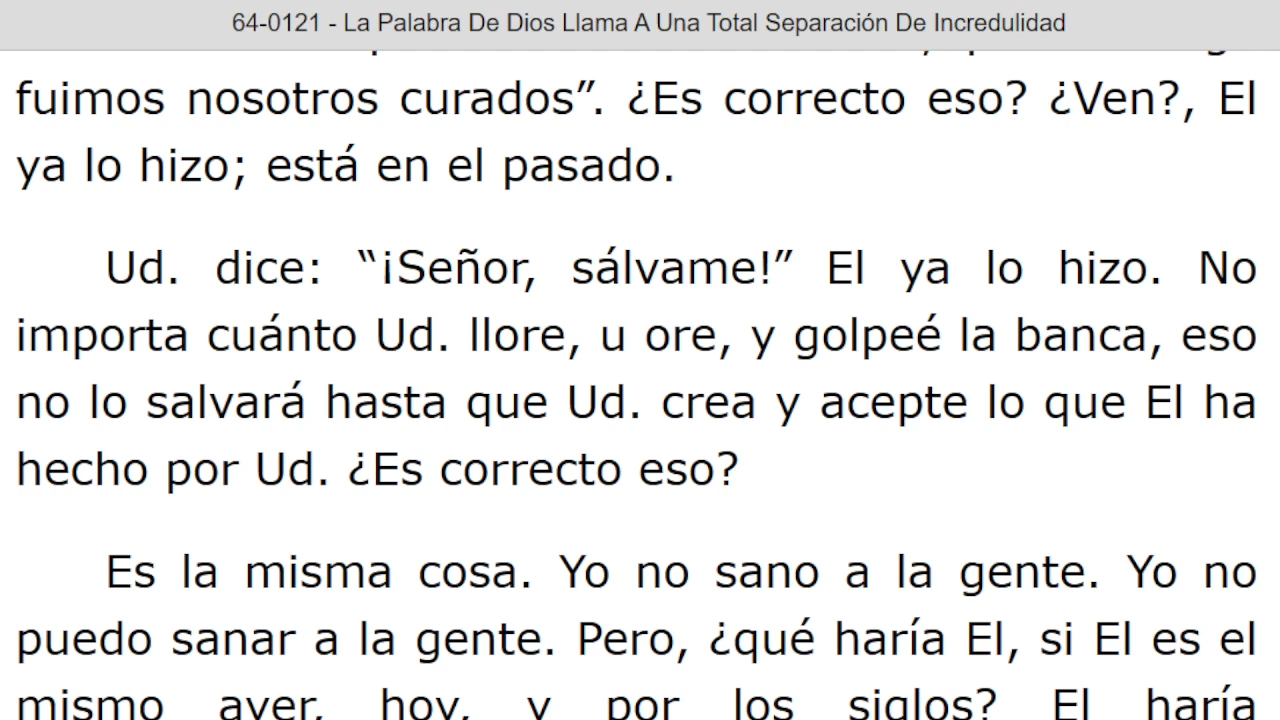 64-0121 - La Palabra De Dios Llama A Una Total Separación De Incredulidad
fuimos nosotros curados”. ¿Es correcto eso? ¿Ven?, El
ya lo hizo; está en el pasado.
Ud. dice: “¡Señor, sálvame!” El ya lo hizo. No
importa cuánto Ud. llore, u ore, y golpeé la banca, eso
no lo salvará hasta que Ud. crea y acepte lo que El ha
hecho por Ud. ¿Es correcto eso?
Es la misma cosa. Yo no sano a la gente. Yo no
puedo sanar a la gente. Pero, ¿qué haría El, si El es el
mismo ayer, hoy, y por los siglos? El haría